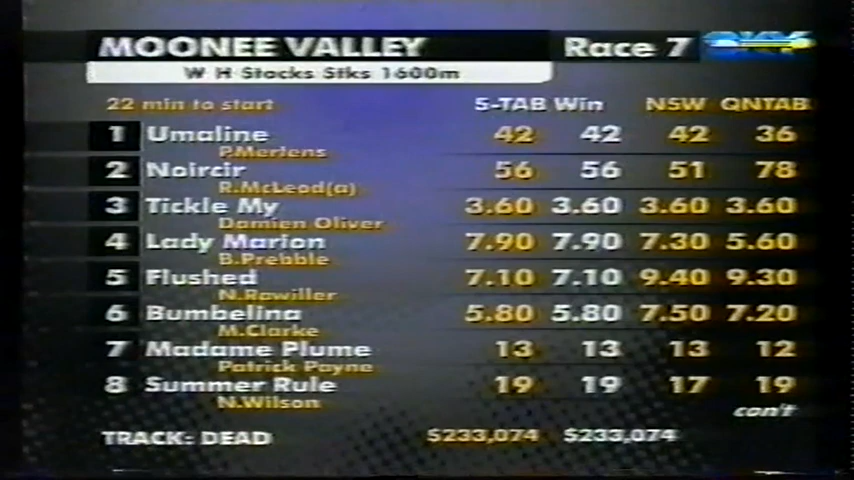 MOONEE VALLEY Race 7 SKY
W H Stocks Stks 1600m
22 min to start S-TAB Win NSW QNTAB
1 Umaline 42 42 42 36
P.Mertens
2 Noircir 56 56 51 78
R.McLeod(a)
3 Tickle My 3.60 3.60 3.60 3.60
Damien Oliver
4 Lady Marion 7.90 7.90 7.30 5.60
B.Prebble
5 Flushed 7.10 7.10 9.40 9.30
N.Rawiller
6 Bumbelina 5.80 5.80 7.50 7.20
M.Clarke
7 Madame Plume 13 13 13 12
Patrick Payne
8 Summer Rule 19 19 17 19
N.Wilson
con't
TRACK: DEAD $233,074 $233,074